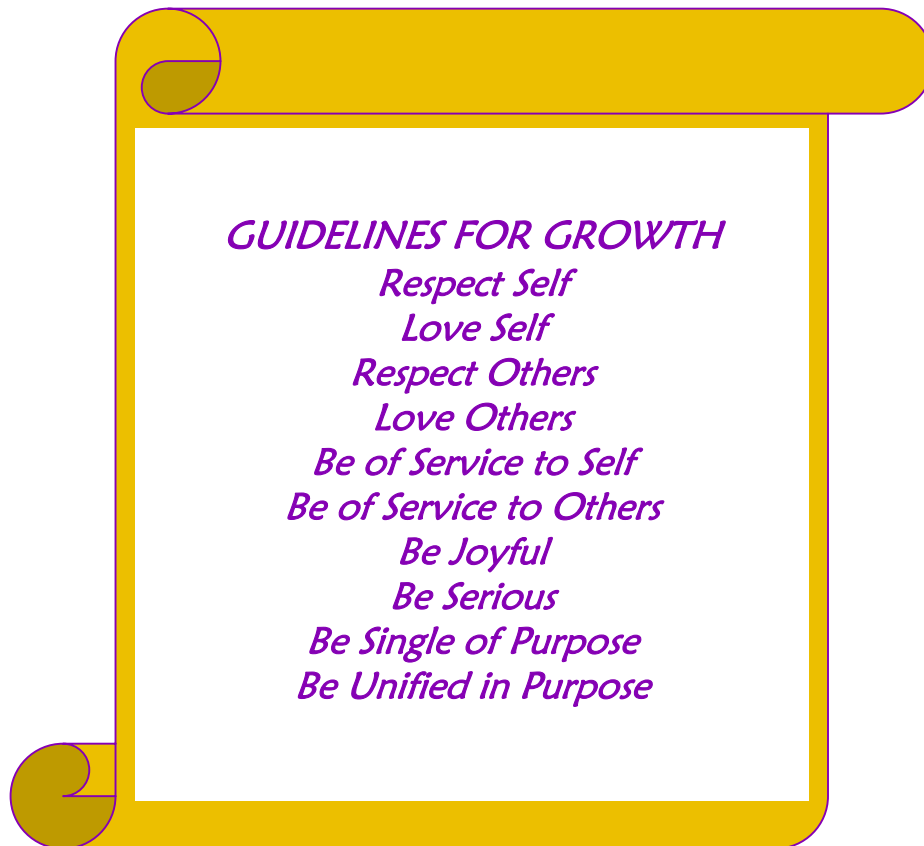 GUIDELINES FOR GROWTH
Respect Self
Love Self
Respect Others
Love Others
Be of Service to Self
Be of Service to Others
Be Joyful
Be Serious
Be Single of Purpose
Be Unified in Purpose